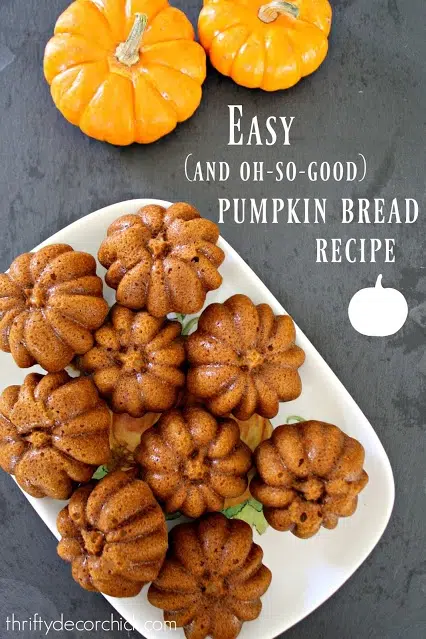 EASY
(AND OH-SO-GOOD)
PUMPKIN BREAD
RECIPE
thriftydecorchick.com